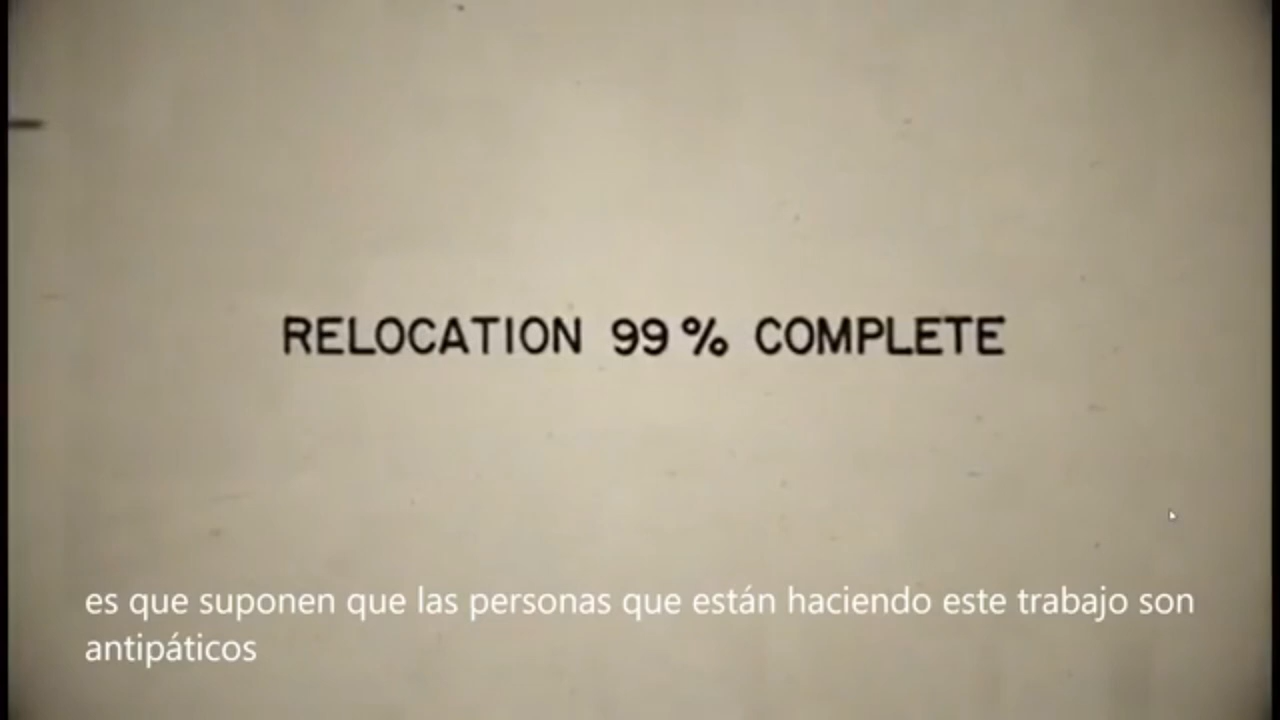 RELOCATION 99% COMPLETE
es que suponen que las personas que están haciendo este trabajo son
antipáticos